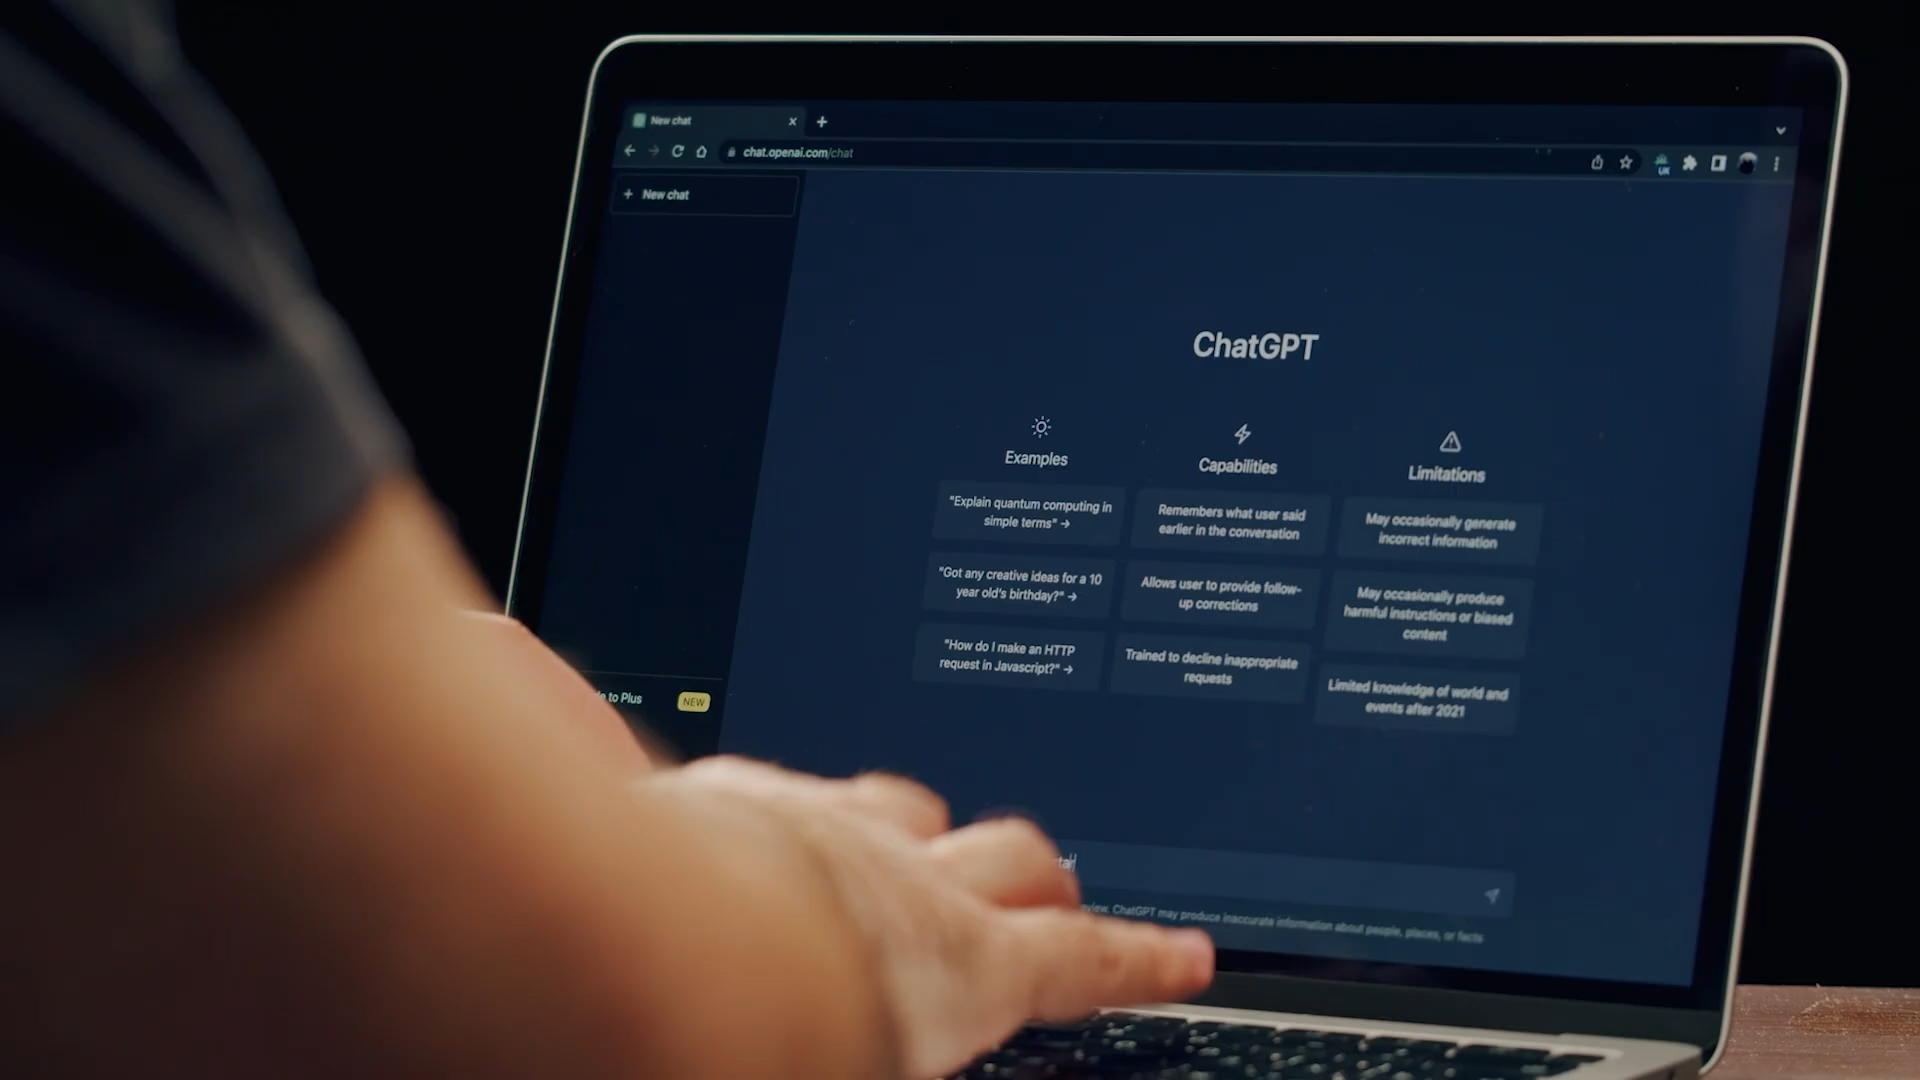 New chat
chat.openai.com/chat
UK
New chat
ChatGPT
Examples
"Explain quantum computing in
simple terms" →
"Got any creative ideas for a 10
year old's birthday?" →
"How do I make an HTTP
request in Javascript?" →
Capabilities
Remembers what user said
earlier in the conversation
Allows user to provide follow-
up corrections
Trained to decline inappropriate
requests
Limitations
May occasionally generate
incorrect information
May occasionally produce
harmful instructions or biased
content
Limited knowledge of world and
events after 2021
to Plus
NEW
ChatGPT may produce inaccurate information about people, places, or facts